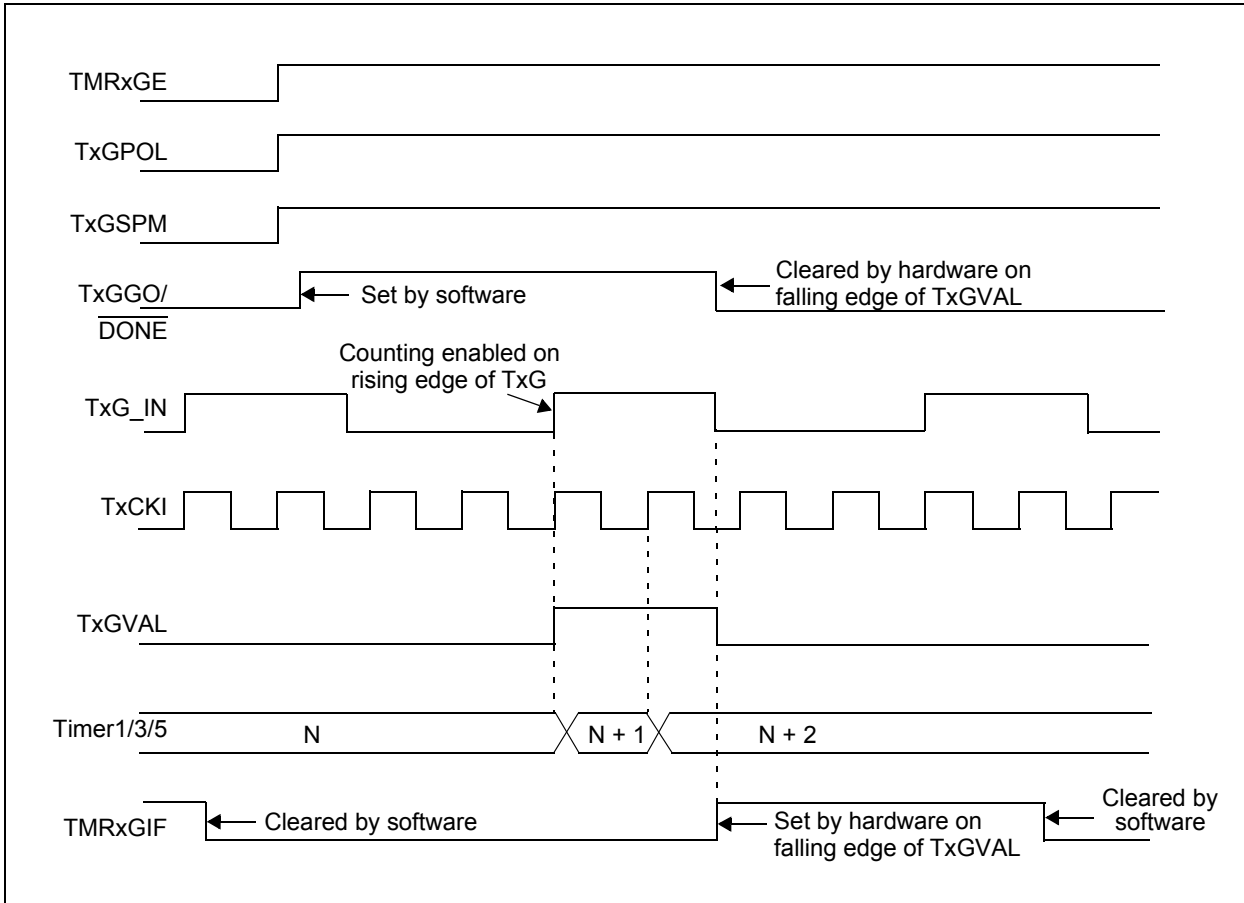 TMRxGE
TxGPOL
TxGSPM
TxGGO/
DONE
Set by software
Cleared by hardware on
falling edge of TxGVAL
Counting enabled on
rising edge of TxG
TxG_IN
TxCKI
TxGVAL
Timer1/3/5
N
N + 1
N + 2
TMRxGIF
Cleared by software
Set by hardware on
falling edge of TxGVAL
Cleared by
software